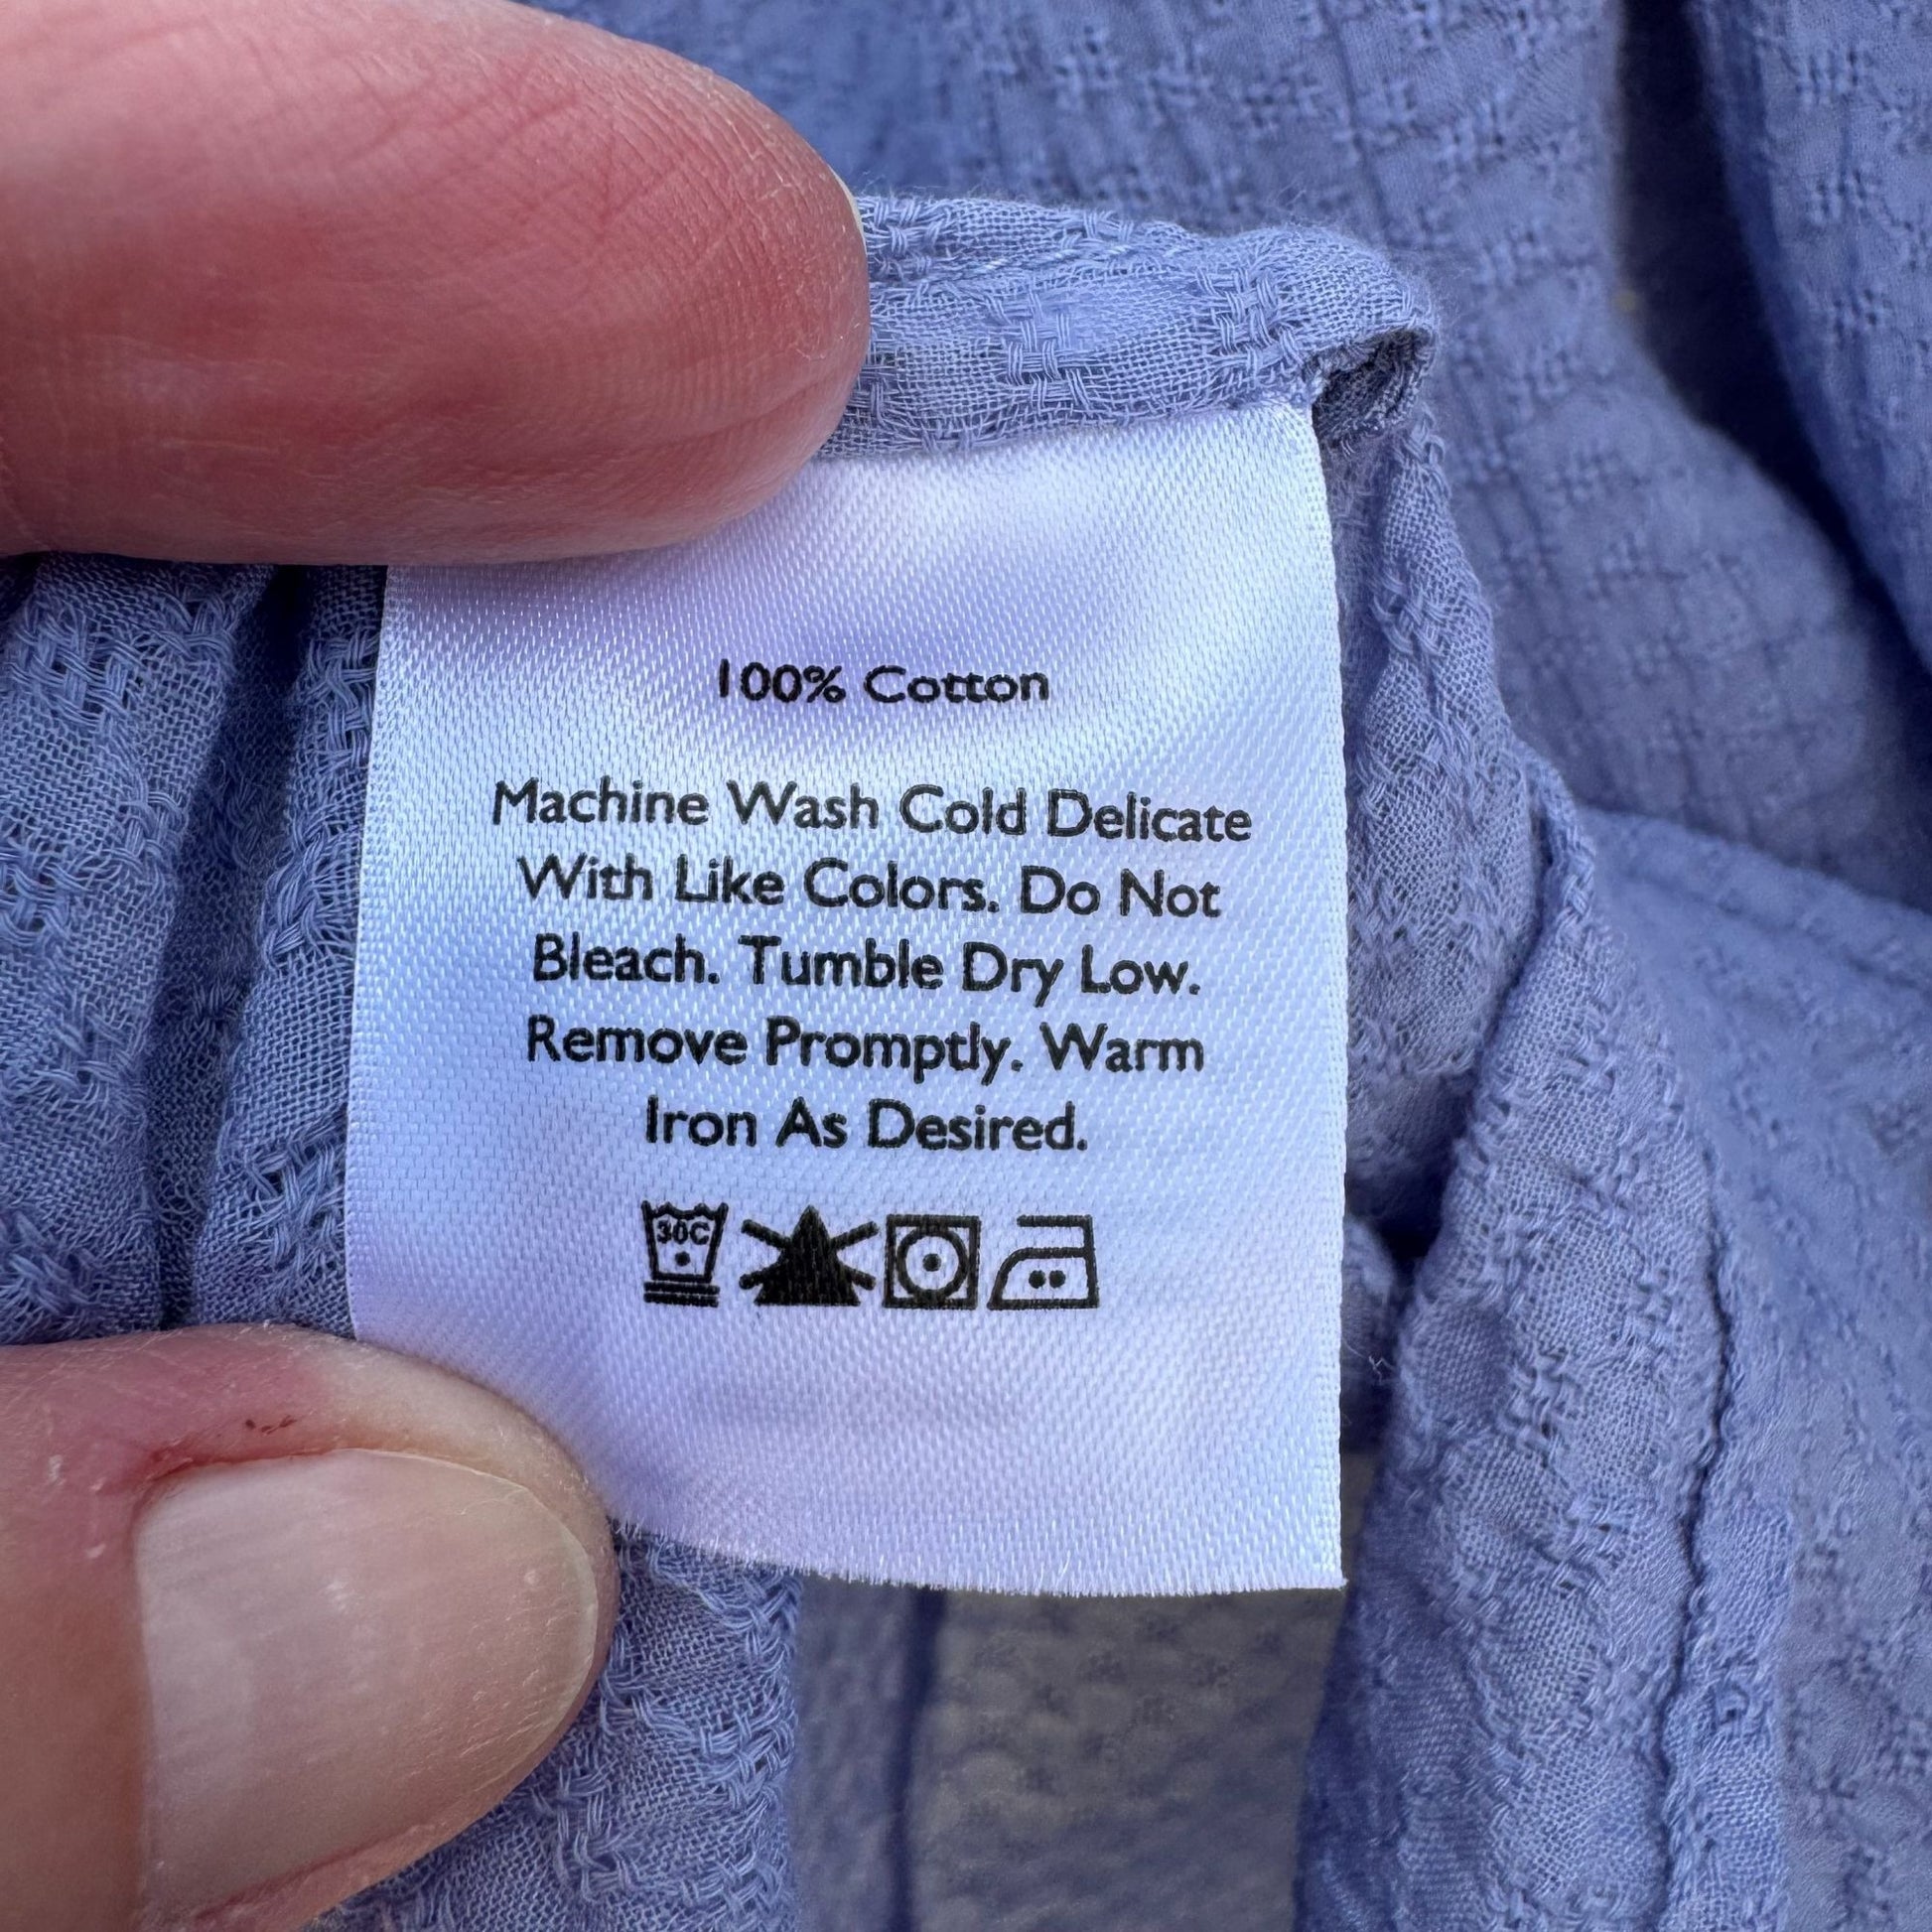 100% Cotton
Machine Wash Cold Delicate
With Like Colors. Do Not
Bleach. Tumble Dry Low.
Remove Promptly. Warm
Iron As Desired.
30C